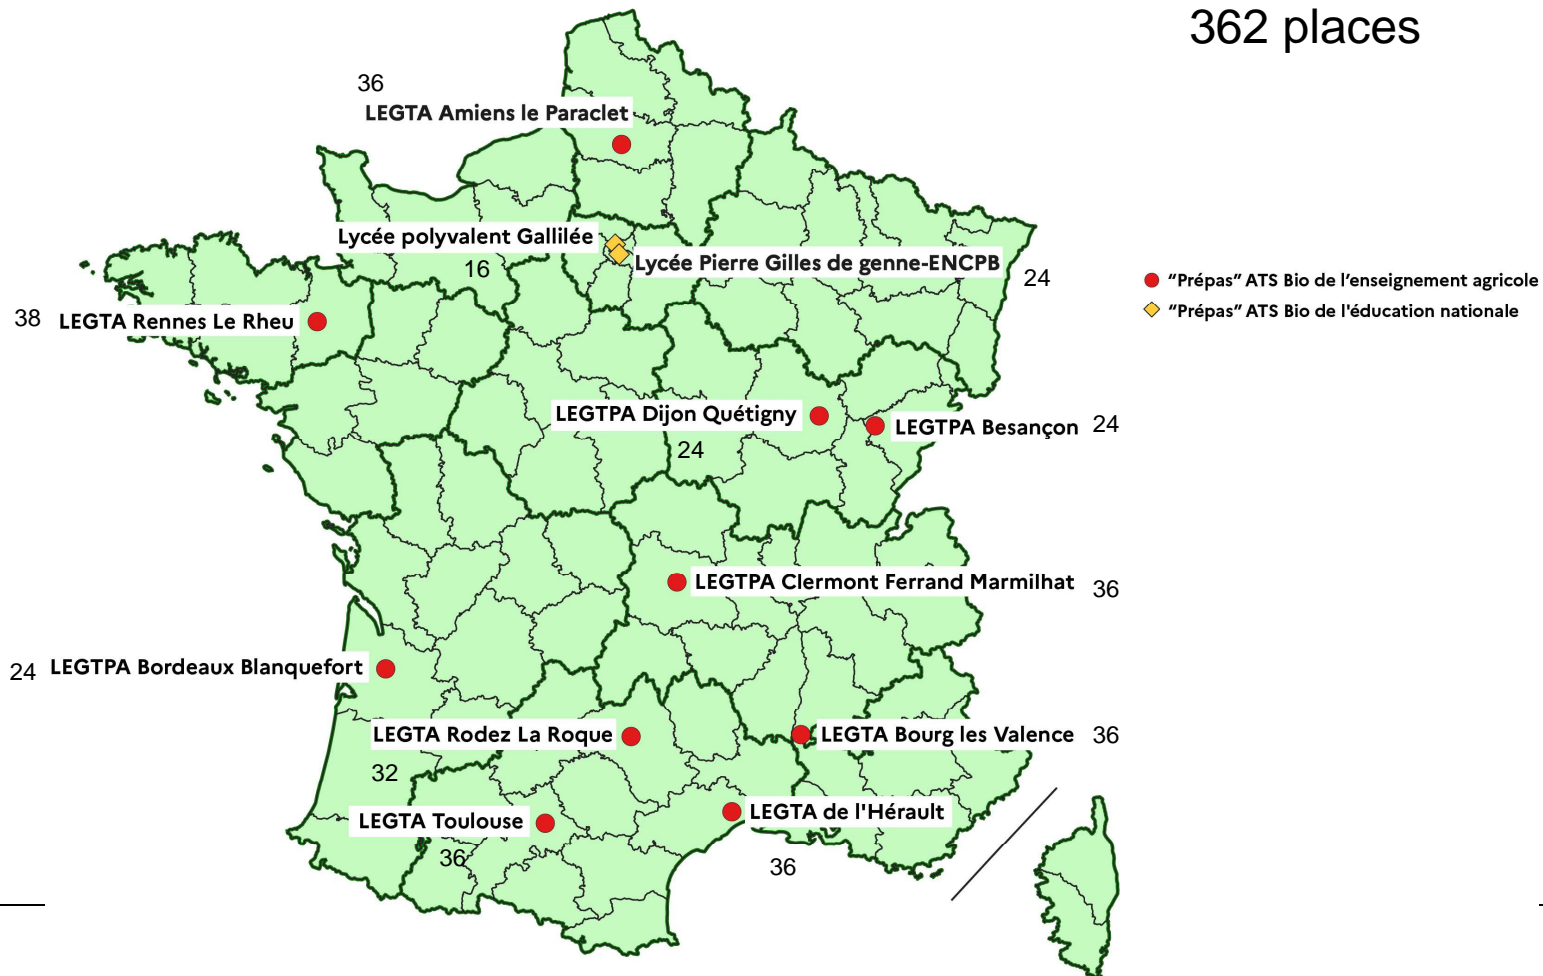 362 places
36
LEGTA Amiens le Paraclet
Lycée polyvalent Gallilée
16
Lycée Pierre Gilles de genne-ENCPB
24
"Prépas" ATS Bio de l'enseignement agricole
"Prépas" ATS Bio de l'éducation nationale
38 LEGTA Rennes Le Rheu
LEGTPA Dijon Quétigny
24
LEGTPA Besançon 24
LEGTPA Clermont Ferrand Marmilhat 36
24 LEGTPA Bordeaux Blanquefort
LEGTA Rodez La Roque
32
LEGTA Bourg les Valence 36
LEGTA Toulouse
36
LEGTA de l'Hérault
36